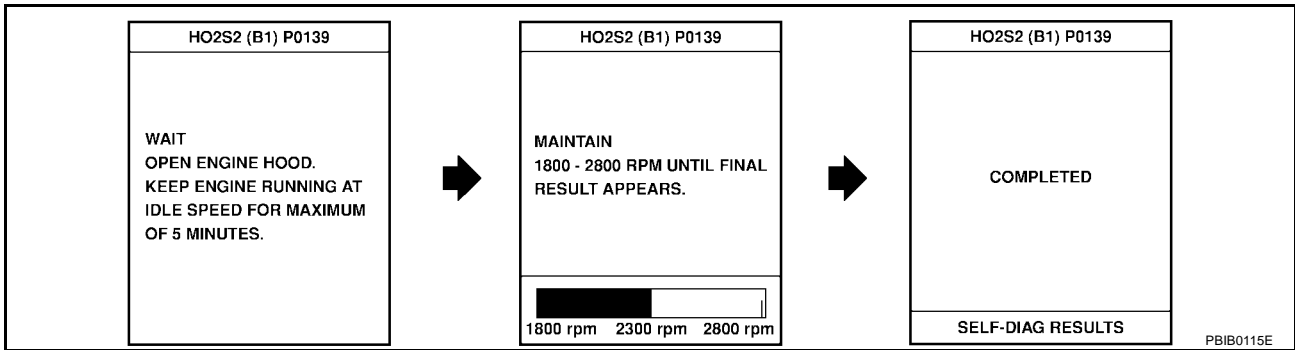 HO2S2 (B1) P0139
WAIT
OPEN ENGINE HOOD.
KEEP ENGINE RUNNING AT
IDLE SPEED FOR MAXIMUM
OF 5 MINUTES.
HO2S2 (B1) P0139
MAINTAIN
1800 - 2800 RPM UNTIL FINAL
RESULT APPEARS.
1800 rpm 2300 rpm 2800 rpm
HO2S2 (B1) P0139
COMPLETED
SELF-DIAG RESULTS
PBIB0115E